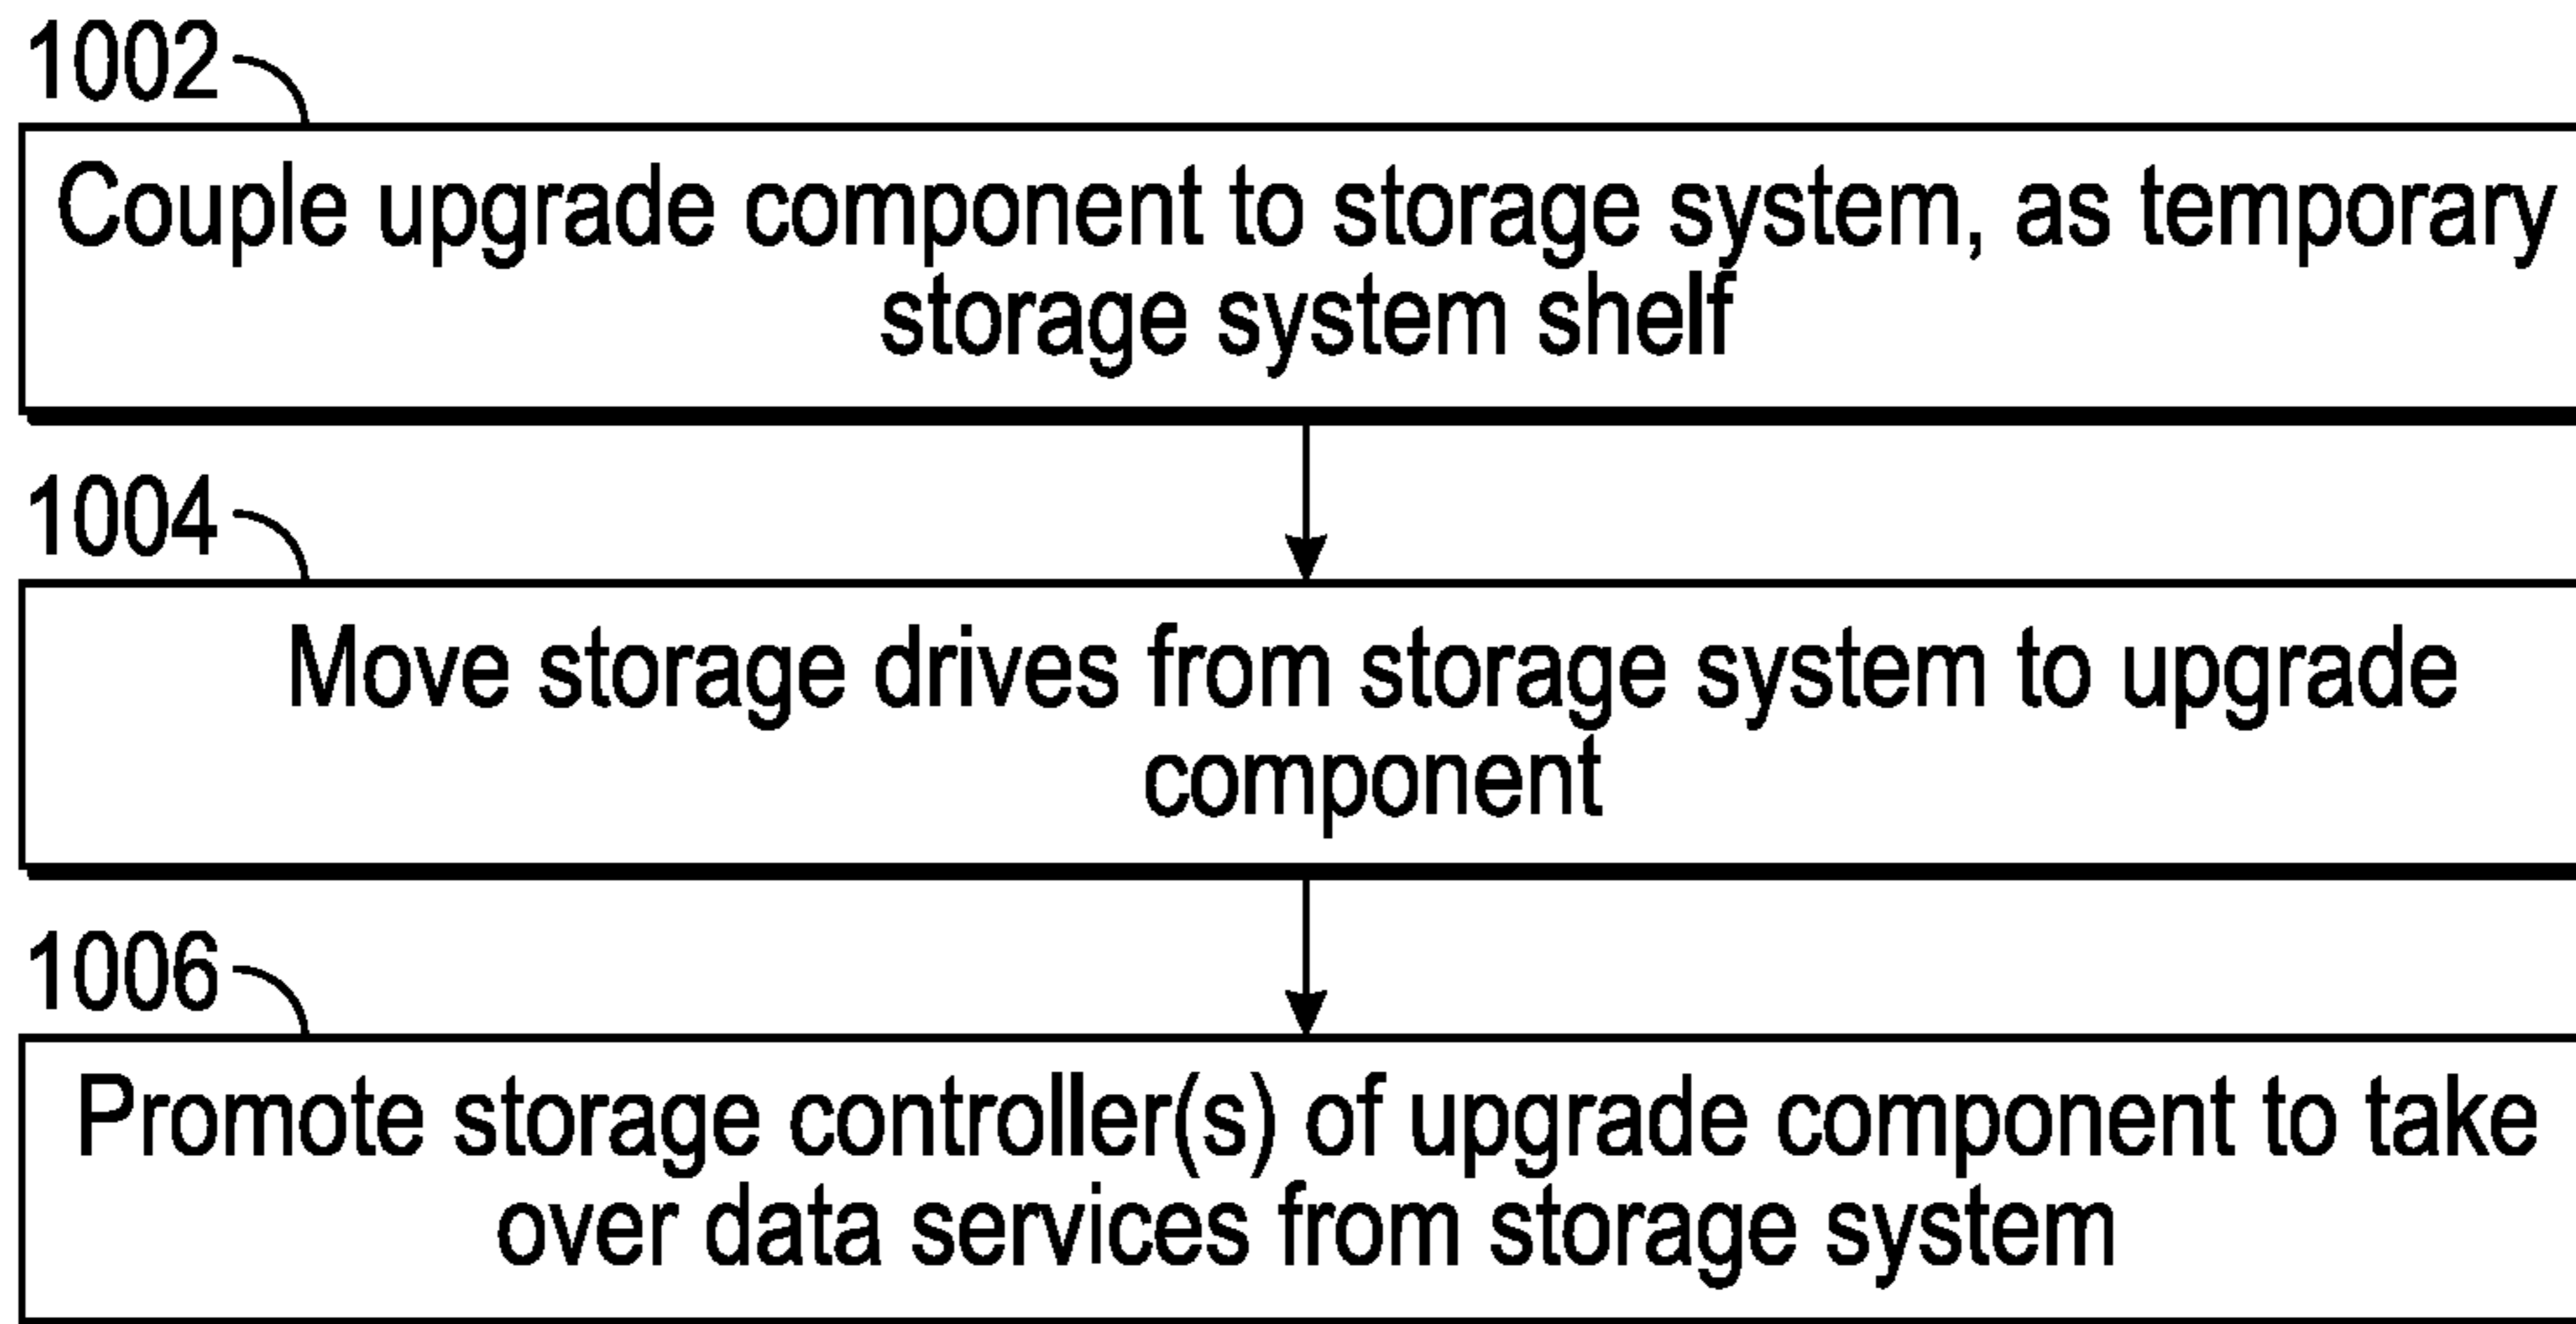 1002
Couple upgrade component to storage system, as temporary
storage system shelf
1004
Move storage drives from storage system to upgrade
component
1006
Promote storage controller(s) of upgrade component to take
over data services from storage system